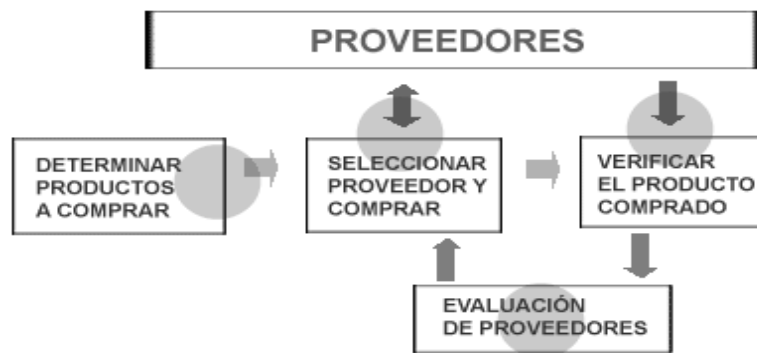 PROVEEDORES
DETERMINAR
PRODUCTOS
A COMPRAR
SELECCIONAR
PROVEEDOR Y
COMPRAR
VERIFICAR
EL PRODUCTO
COMPRADO
EVALUACIÓN
DE PROVEEDORES